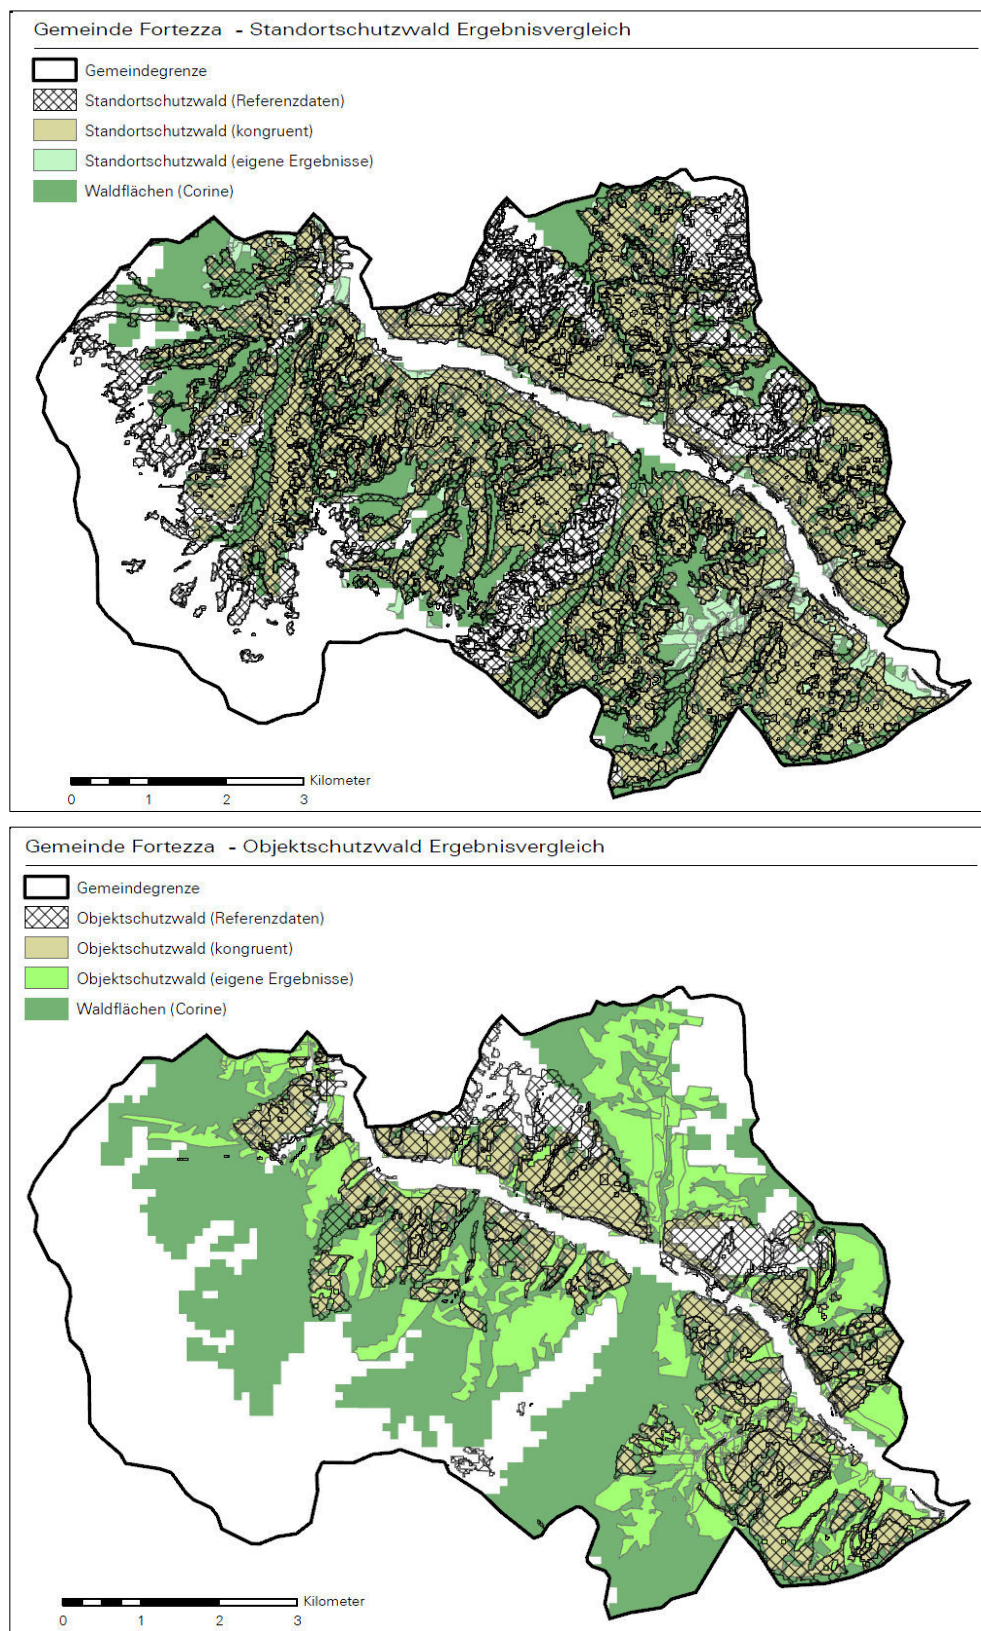 Gemeinde Fortezza - Standortschutzwald Ergebnisvergleich
Gemeindegrenze
Standortschutzwald (Referenzdaten)
Standortschutzwald (kongruent)
Standortschutzwald (eigene Ergebnisse)
Waldflächen (Corine)
Kilometer
0 1 2 3
Gemeinde Fortezza - Objektschutzwald Ergebnisvergleich
Gemeindegrenze
Objektschutzwald (Referenzdaten)
Objektschutzwald (kongruent)
Objektschutzwald (eigene Ergebnisse)
Waldflächen (Corine)
Kilometer
0 1 2 3